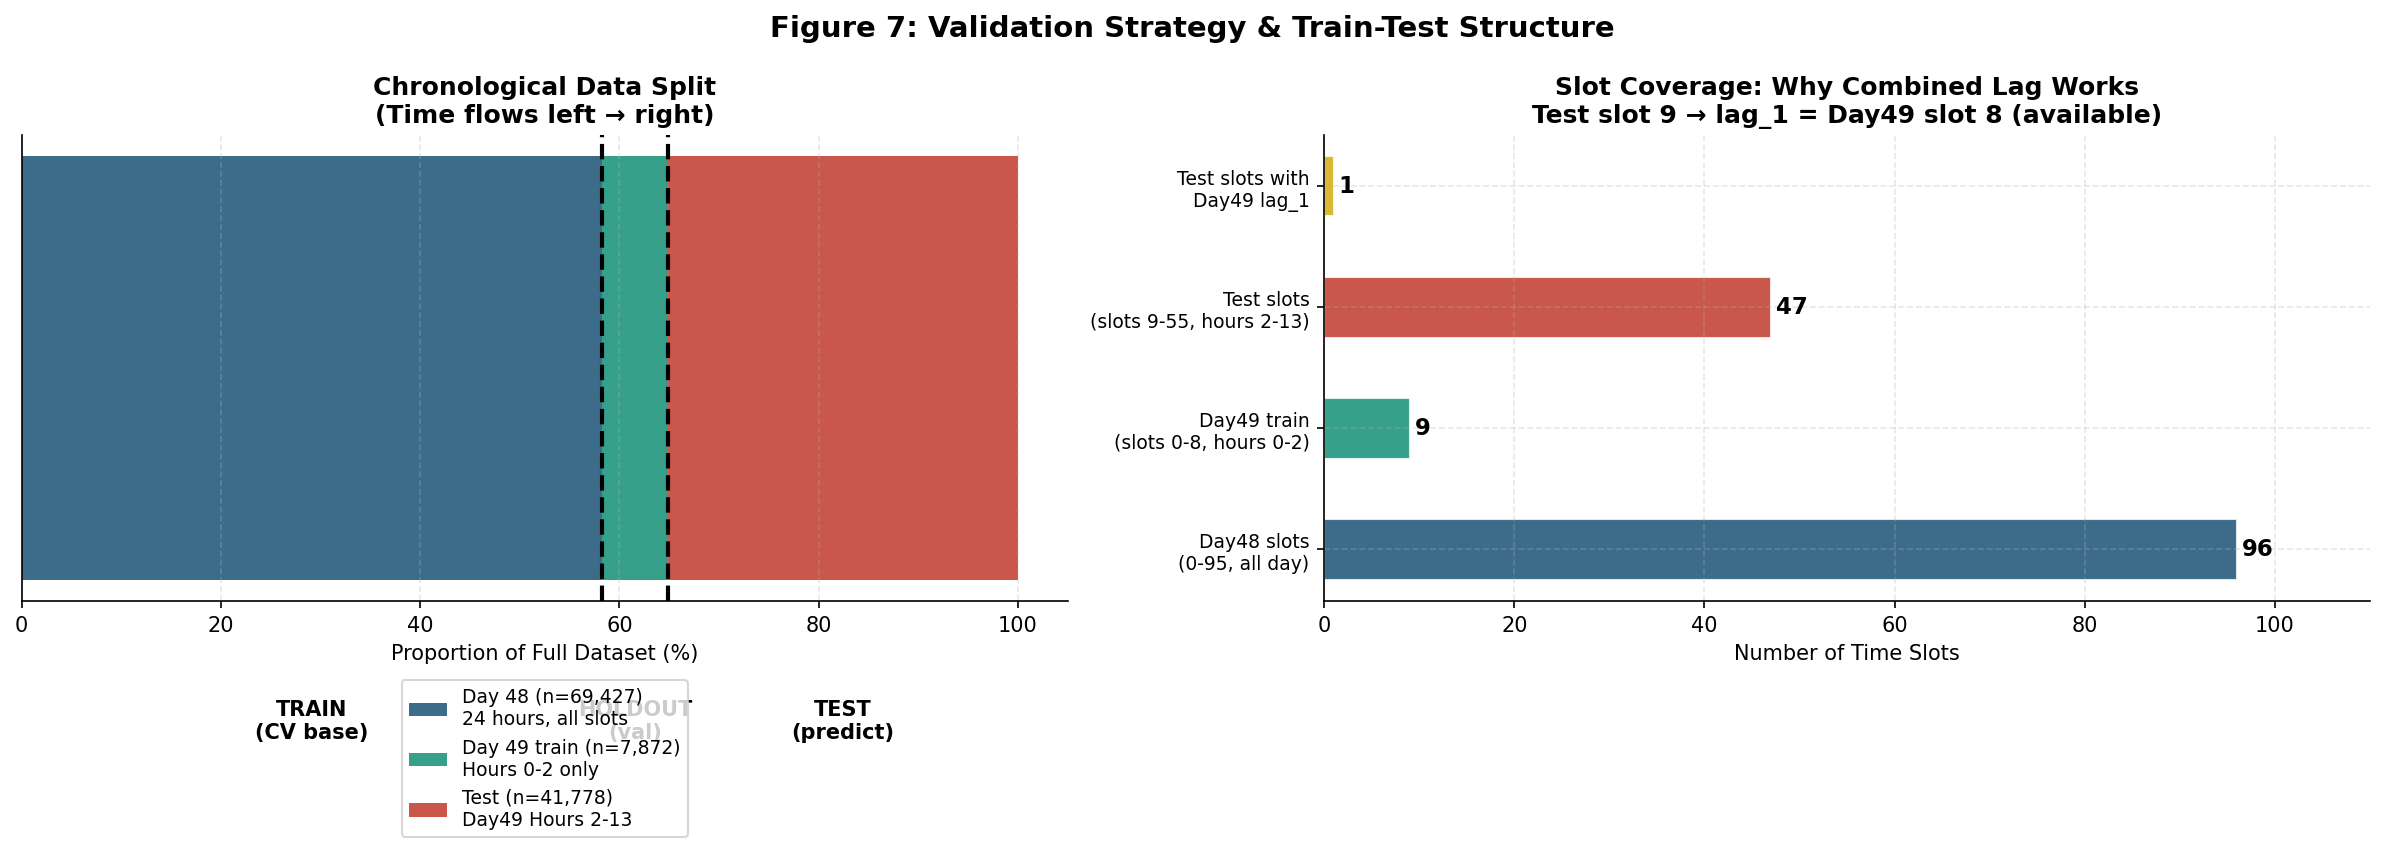 Figure 7: Validation Strategy & Train-Test Structure
Chronological Data Split
(Time flows left → right)
0
20
40
60
80
100
Proportion of Full Dataset (%)
TRAIN
(CV base)
HOLDOUT
(val)
TEST
(predict)
Day 48 (n=69,427)
24 hours, all slots
Day 49 train (n=7,872)
Hours 0-2 only
Test (n=41,778)
Day49 Hours 2-13
Slot Coverage: Why Combined Lag Works
Test slot 9 → lag_1 = Day49 slot 8 (available)
Test slots with
Day49 lag_1
1
Test slots
(slots 9-55, hours 2-13)
47
Day49 train
(slots 0-8, hours 0-2)
9
Day48 slots
(0-95, all day)
96
0
20
40
60
80
100
Number of Time Slots